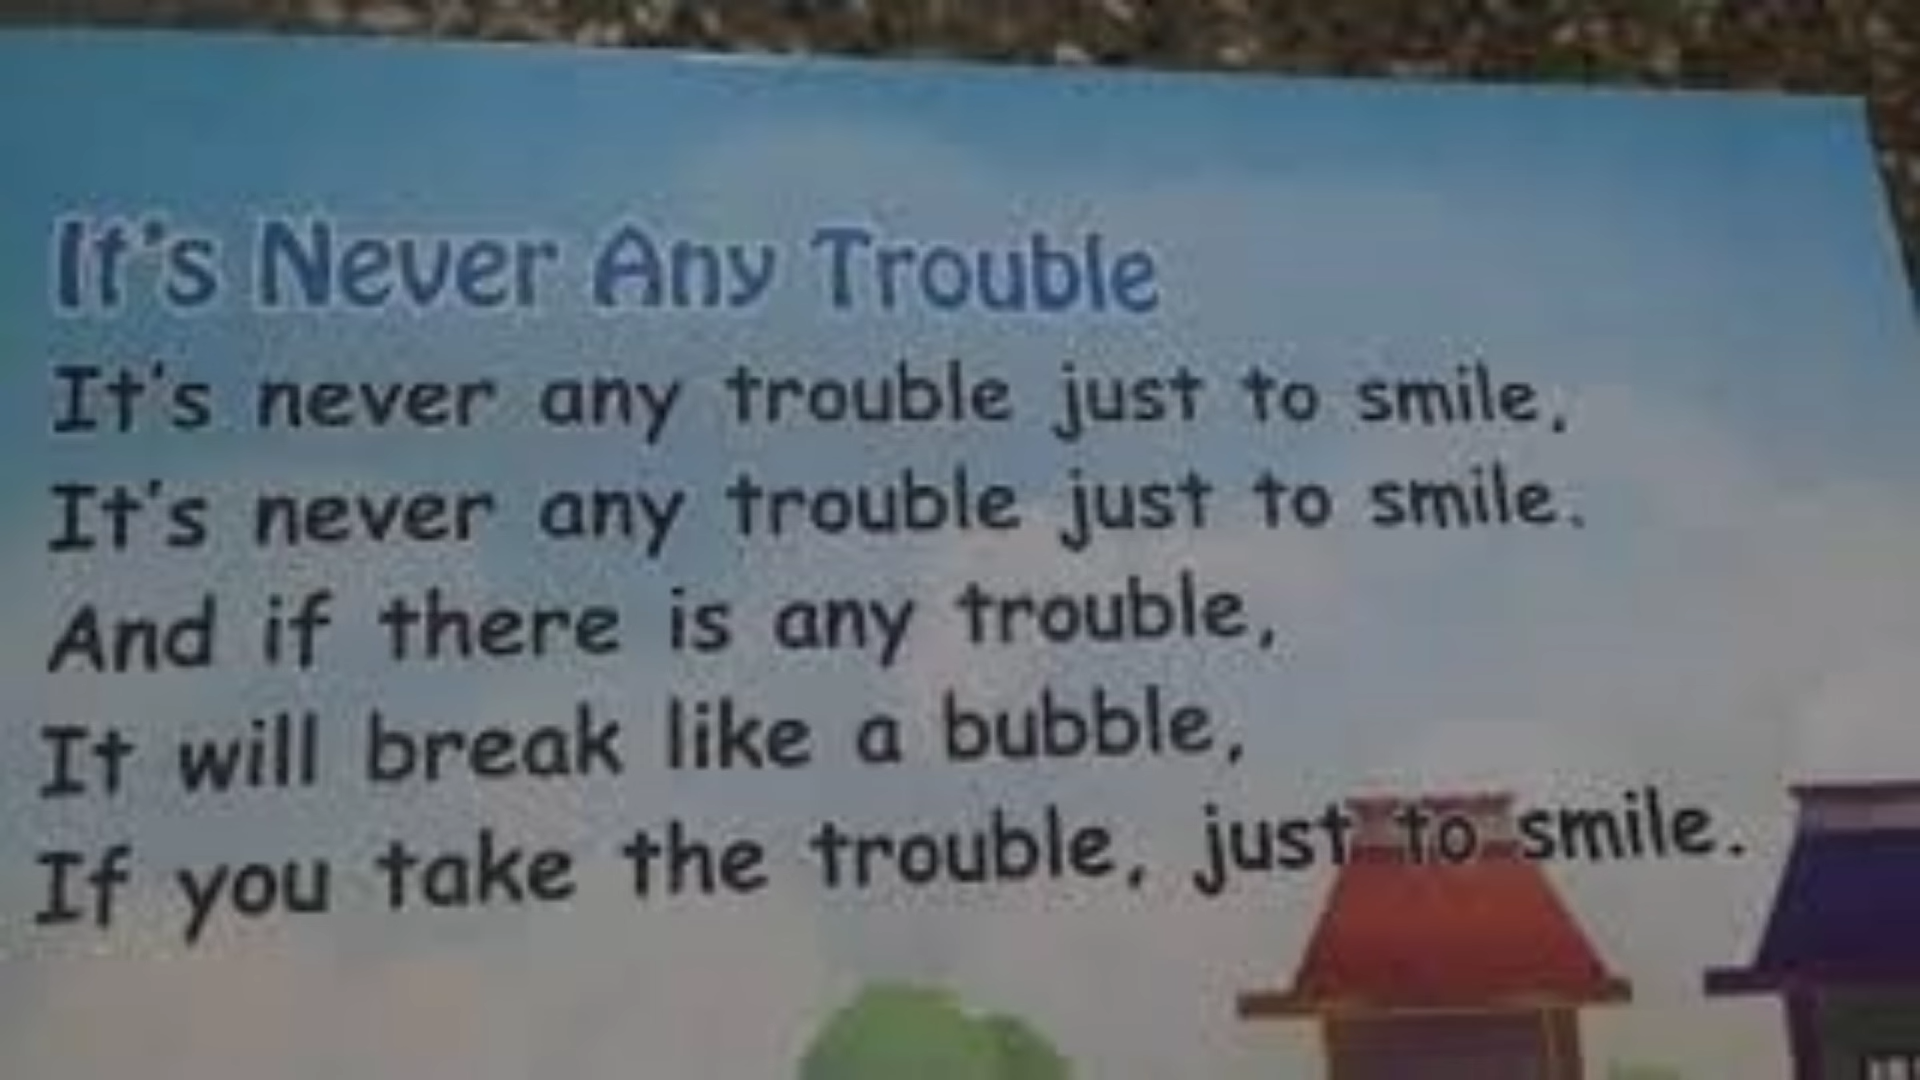 It's Never Any Trouble
It's never any trouble just to smile,
It's never any trouble just to smile.
And if there is any trouble,
It will break like a bubble,
If you take the trouble, just to smile.